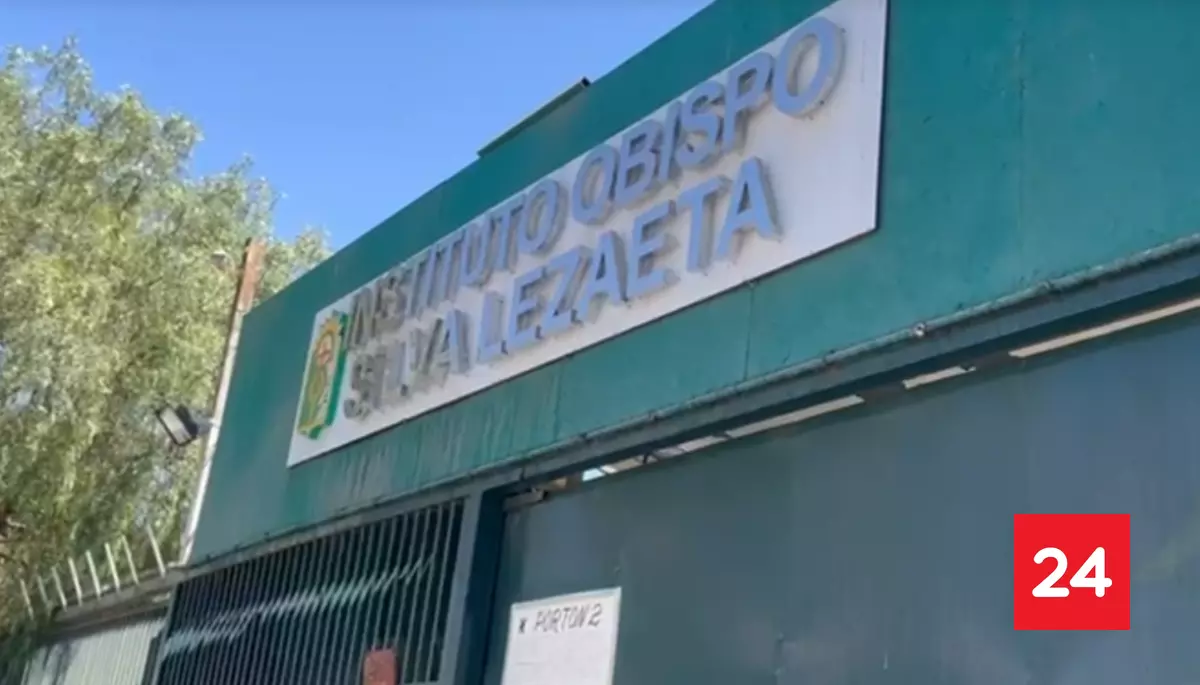 INSTITUTO OBISPO
SILVA LEZAETA
* PORTON 2
24